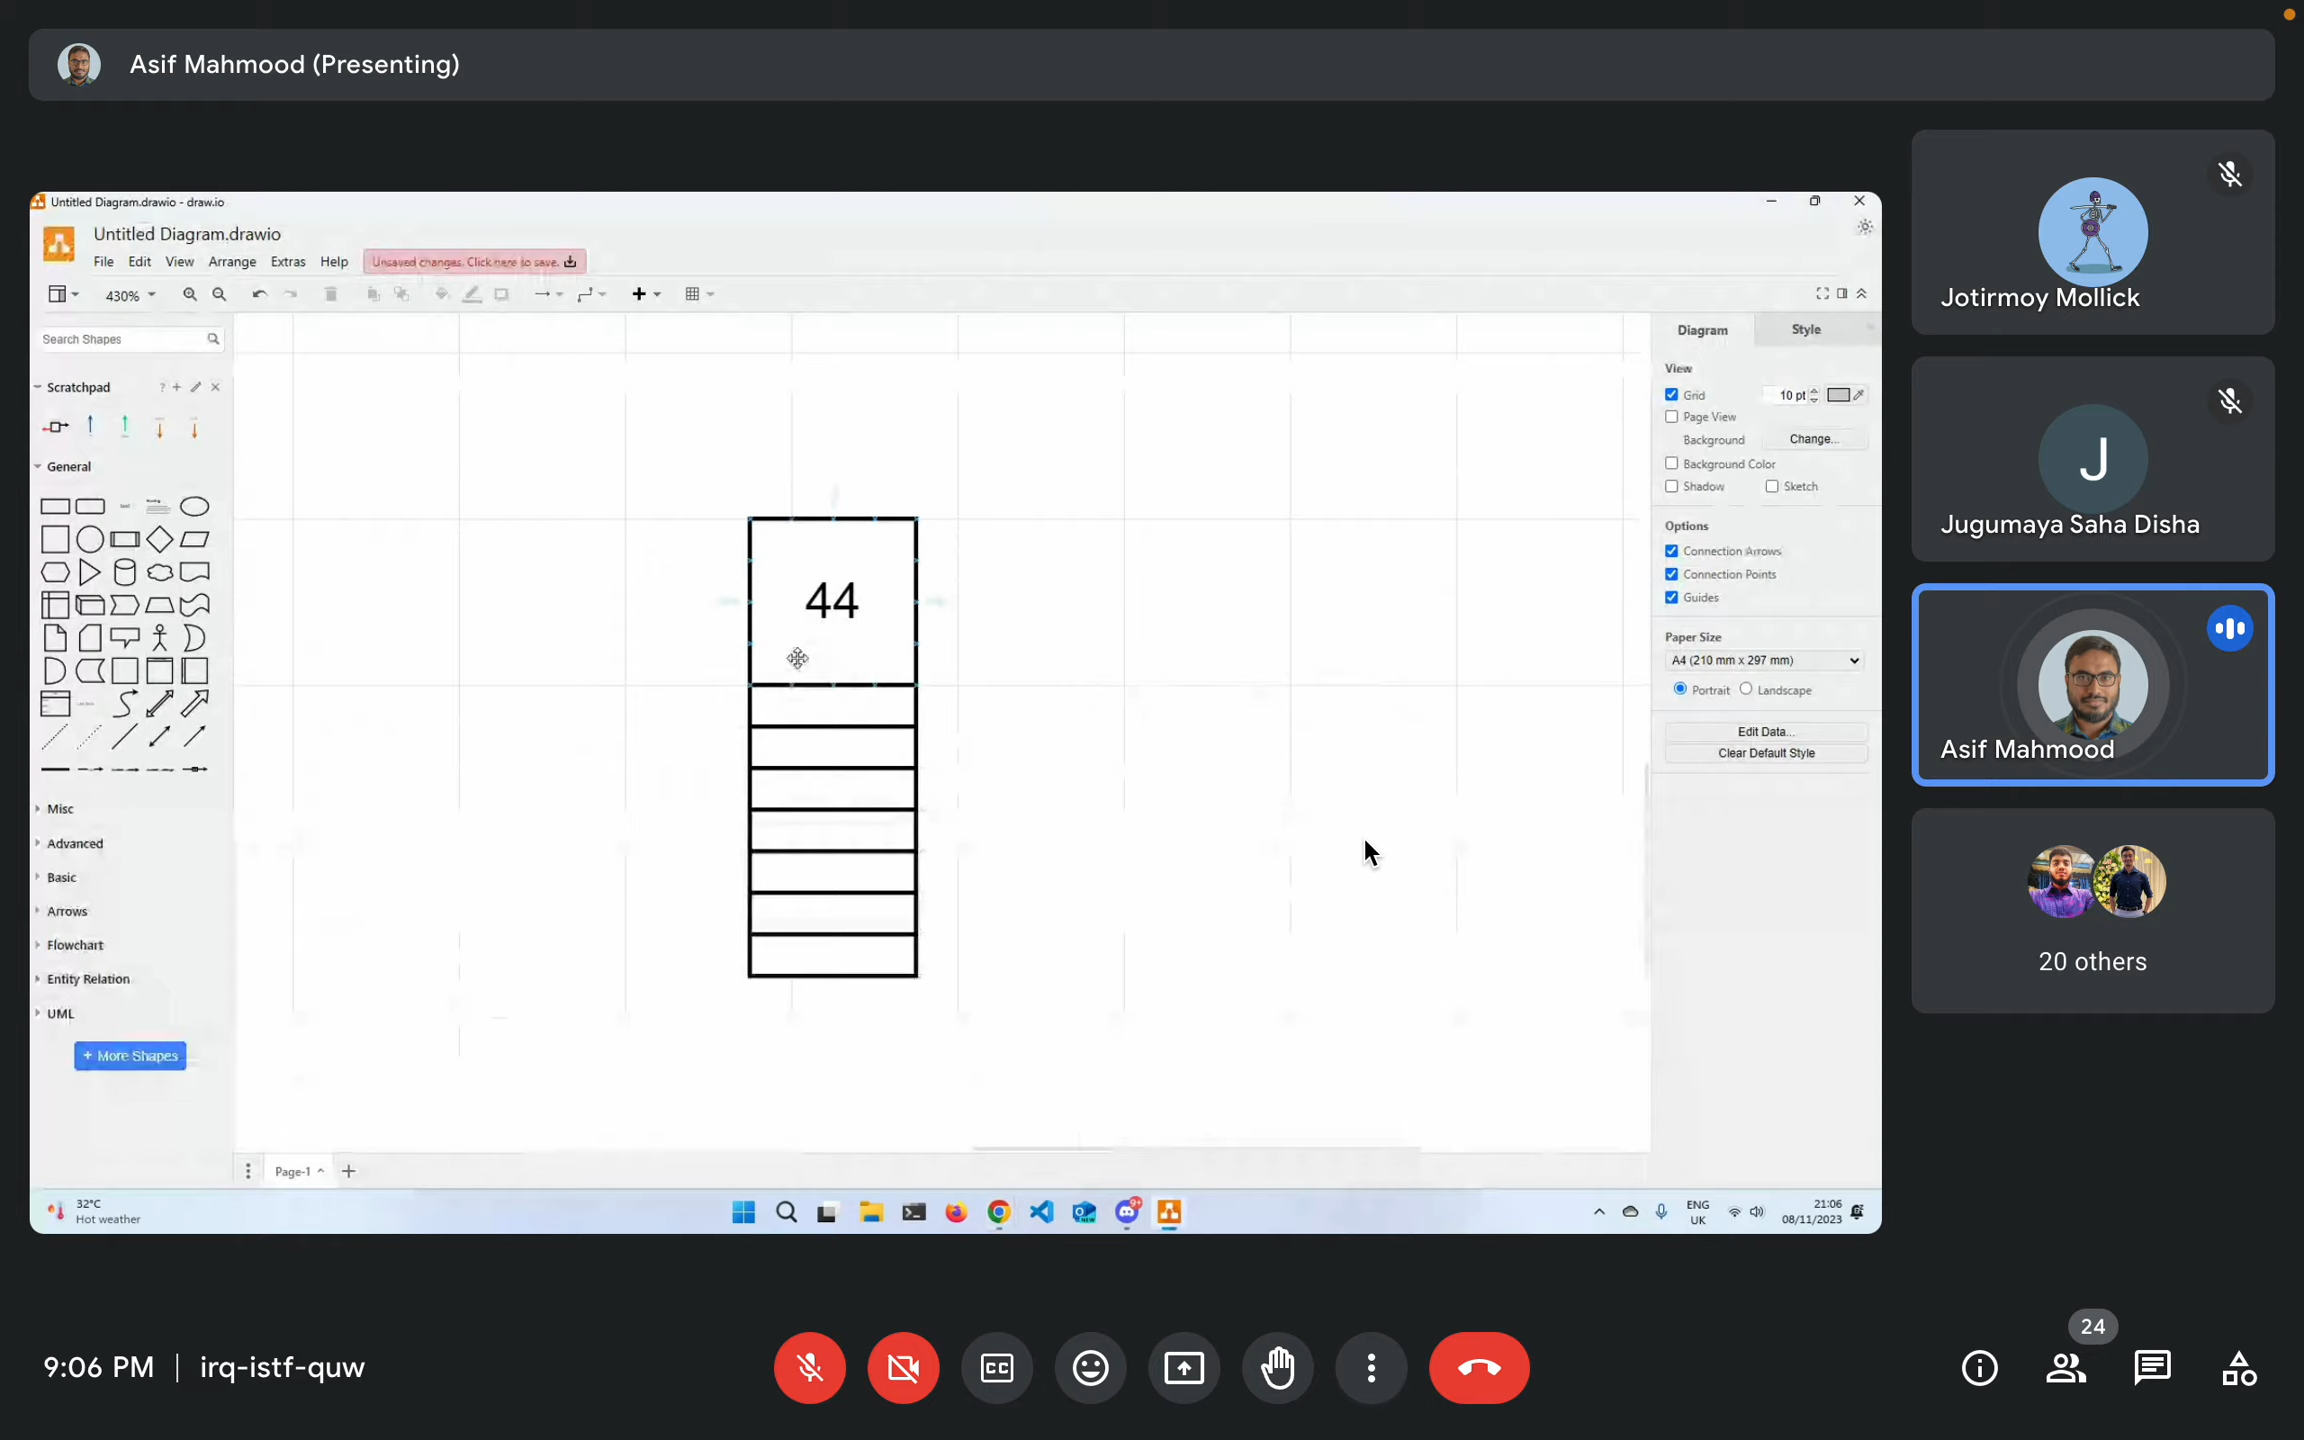 Asif Mahmood (Presenting)
Untitled Diagram.drawio - draw.io
Untitled Diagram.drawio
File Edit View Arrange Extras Help Unsaved changes. Click here to save.
430%
Search Shapes
Scratchpad
?
General
Misc
Advanced
Basic
Arrows
Flowchart
Entity Relation
UML
+ More Shapes
44
Diagram Style
View
Grid 10 pt
Page View
Background Change...
Background Color
Shadow Sketch
Options
Connection Arrows
Connection Points
Guides
Paper Size
A4 (210 mm x 297 mm)
Portrait Landscape
Edit Data...
Clear Default Style
Page-1
32°C
Hot weather
ENG
UK
21:06
08/11/2023
Jotirmoy Mollick
J
Jugumaya Saha Disha
Asif Mahmood
20 others
9:06 PM | irq-istf-quw
CC
24